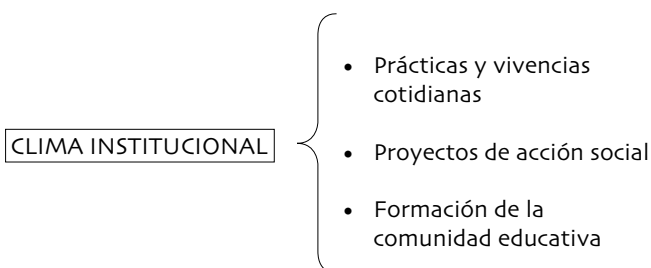 CLIMA INSTITUCIONAL
• Prácticas y vivencias
cotidianas
• Proyectos de acción social
• Formación de la
comunidad educativa